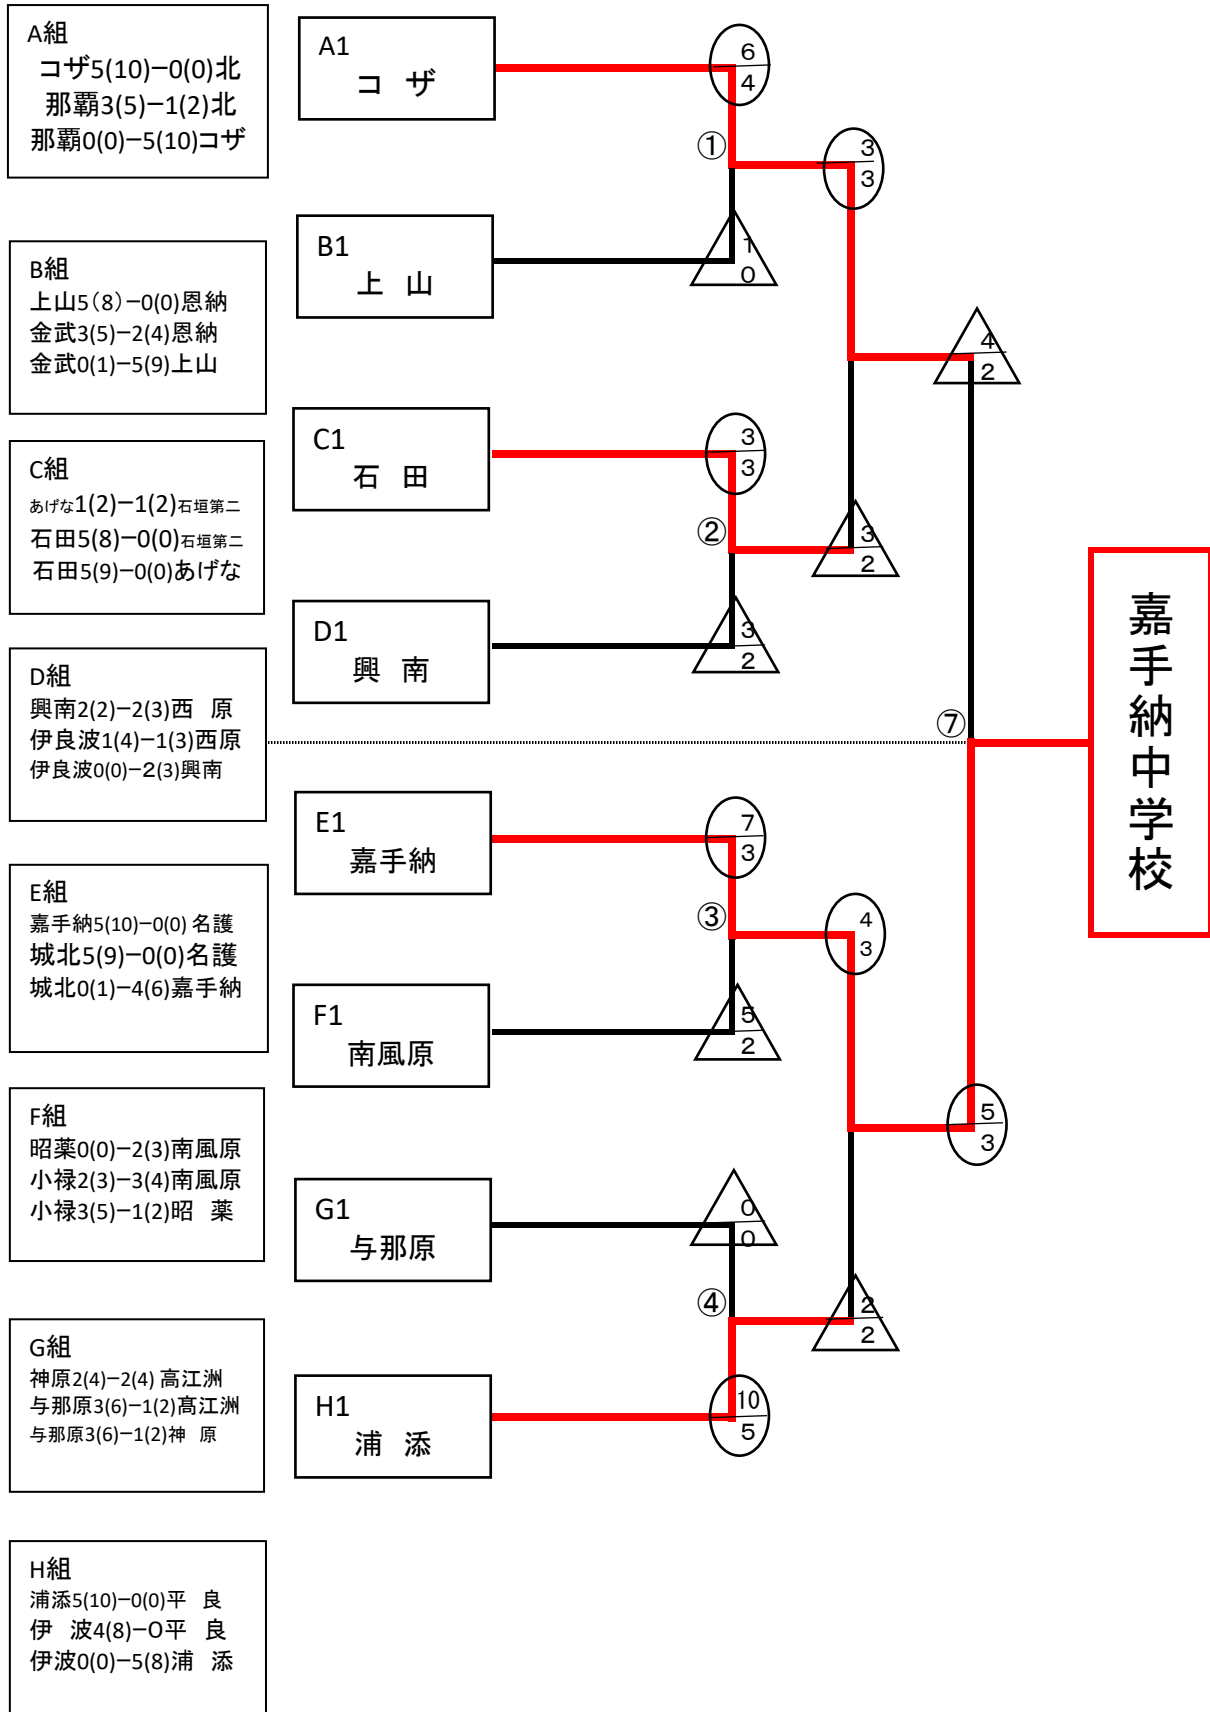 A組
コザ5(10)−0(0)北
那覇3(5)−1(2)北
那覇0(0)−5(10)コザ
B組
上山5（8）−0(0)恩納
金武3(5)−2(4)恩納
金武0(1)−5(9)上山
C組
あげな1(2)−1(2)石垣第二
石田5(8)−0(0)石垣第二
石田5(9)−0(0)あげな
D組
興南2(2)−2(3)西　原
伊良波1(4)−1(3)西原
伊良波0(0)−２(3)興南
E組
嘉手納5(10)−0(0) 名護
城北5(9)−0(0)名護
城北0(1)−4(6)嘉手納
F組
昭薬0(0)−2(3)南風原
小禄2(3)−3(4)南風原
小禄3(5)−1(2)昭　薬
G組
神原2(4)−2(4) 高江洲
与那原3(6)−1(2)髙江洲
与那原3(6)−1(2)神　原
H組
浦添5(10)−0(0)平　良
伊　波4(8)−O平　良
伊波0(0)−5(8)浦　添
A1
コ　ザ
B1
上　山
C1
石　田
D1
興　南
E1
嘉手納
F1
南風原
G1
与那原
H1
浦　添
6
4
①
1
0
3
3
②
3
2
7
3
③
5
2
0
0
④
10
5
3
3
3
2
4
3
2
2
4
2
⑦
5
3
嘉手納中学校